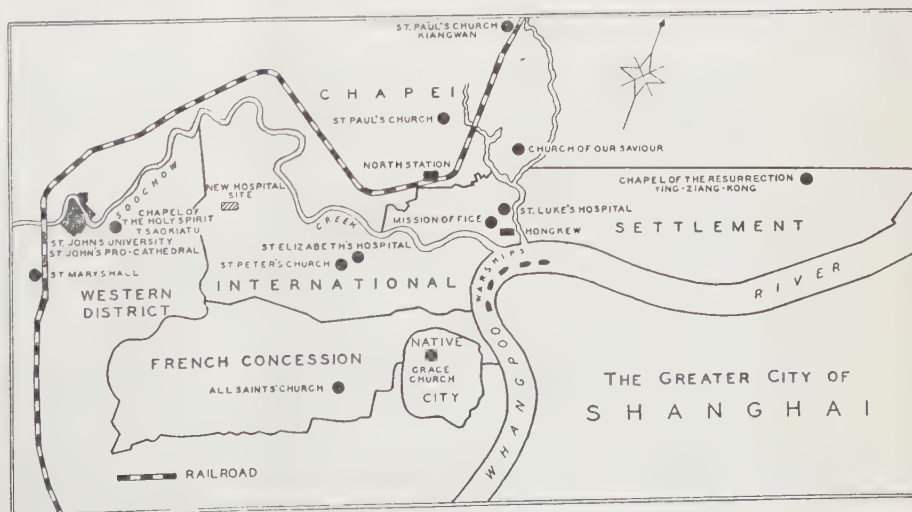 ST. PAUL'S CHURCH
KIANGWAN
CHAPEI
ST PAUL'S CHURCH
CHURCH OF OUR SAVIOUR
NORTH STATION
CHAPEL OF THE RESURRECTION
YING-ZIANG-KONG
SOOCHOW
CREEK
NEW HOSPITAL
SITE
CHAPEL OF
THE HOLY SPIRIT
TSAOKIATU
ST. JOHN'S UNIVERSITY
ST JOHN'S PRO-CATHEDRAL
ST MARYS HALL
MISSION OFFICE
ST. LUKE'S HOSPITAL
HONGKEW
SETTLEMENT
ST ELIZABETH'S HOSPITAL
ST PETER'S CHURCH
INTERNATIONAL
WESTERN
DISTRICT
WARSHIPS
WHANGPOO
RIVER
FRENCH CONCESSION
ALL SAINTS' CHURCH
NATIVE
GRACE
CHURCH
CITY
THE GREATER CITY OF
SHANGHAI
RAILROAD